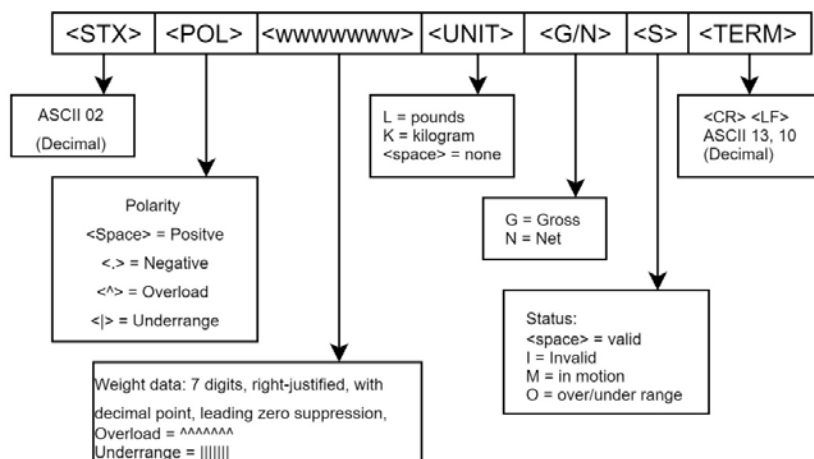 <STX> <POL> <wwwwwww> <UNIT> <G/N> <S> <TERM>
ASCII 02
(Decimal)
Polarity
<Space> = Positve
<.> = Negative
<^> = Overload
<|> = Underrange
Weight data: 7 digits, right-justified, with
decimal point, leading zero suppression,
Overload = ^^^^^^^
Underrange = |||||||
L = pounds
K = kilogram
<space> = none
G = Gross
N = Net
Status:
<space> = valid
I = Invalid
M = in motion
O = over/under range
<CR> <LF>
ASCII 13, 10
(Decimal)